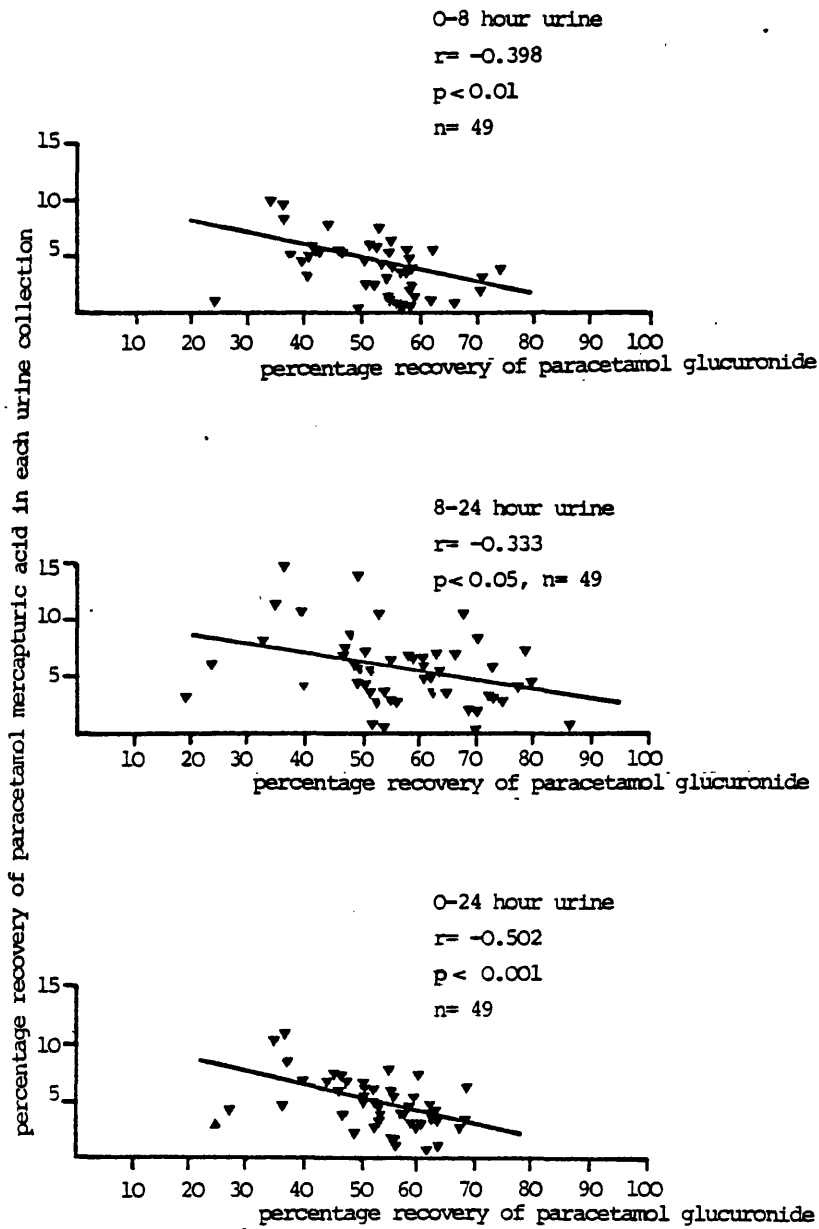 0-8 hour urine
r= -0.398
p<0.01
n= 49
15
10
5
10 20 30 40 50 60 70 80 90 100
percentage recovery of paracetamol glucuronide
8-24 hour urine
r= -0.333
p<0.05, n= 49
15
10
5
10 20 30 40 50 60 70 80 90 100
percentage recovery of paracetamol glucuronide
0-24 hour urine
r= -0.502
p< 0.001
n= 49
15
10
5
10 20 30 40 50 60 70 80 90 100
percentage recovery of paracetamol glucuronide
percentage recovery of paracetamol mercapturic acid in each urine collection